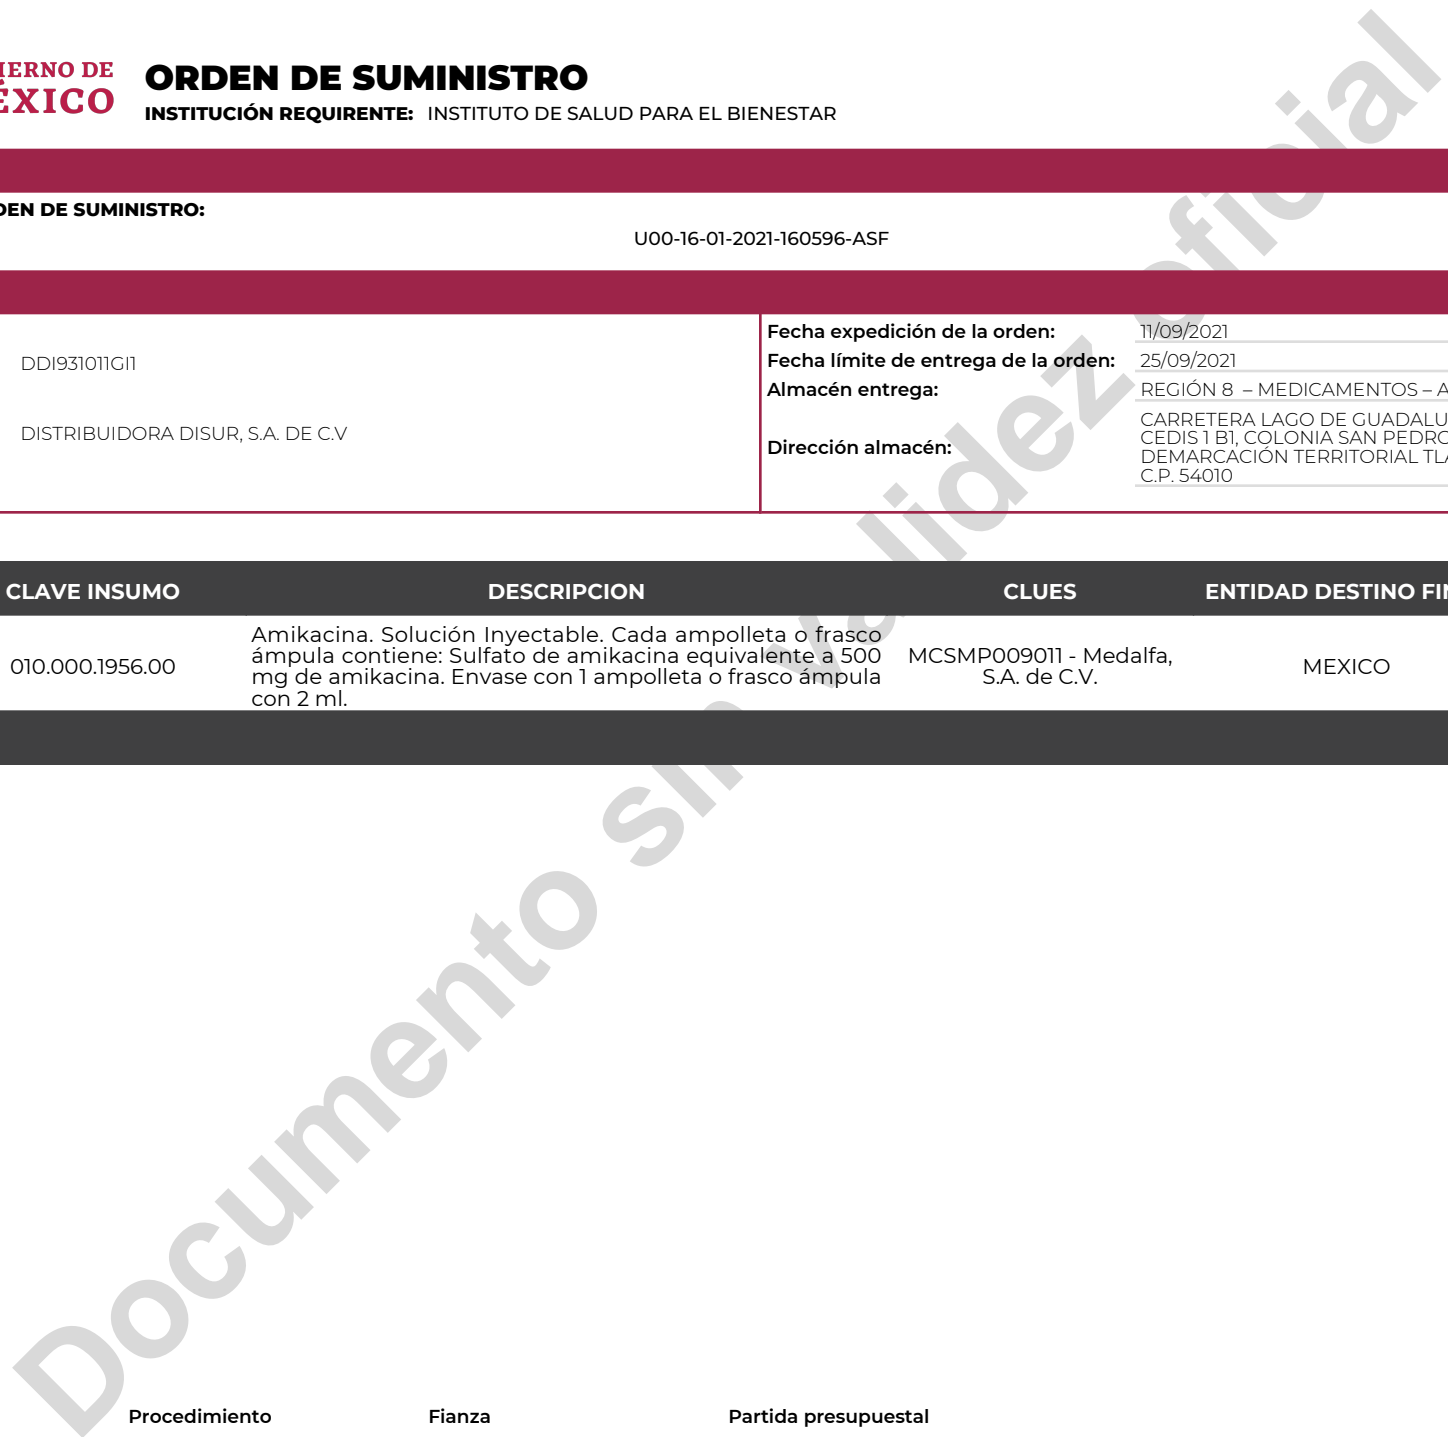 IERNO DE
ÉXICO
ORDEN DE SUMINISTRO
INSTITUCIÓN REQUIRENTE: INSTITUTO DE SALUD PARA EL BIENESTAR
DEN DE SUMINISTRO:
U00-16-01-2021-160596-ASF
DDI931011GI1
DISTRIBUIDORA DISUR, S.A. DE C.V
Fecha expedición de la orden: 11/09/2021
Fecha límite de entrega de la orden: 25/09/2021
Almacén entrega: REGIÓN 8 – MEDICAMENTOS – A
Dirección almacén:
CARRETERA LAGO DE GUADALU
CEDIS 1 B1, COLONIA SAN PEDRO
DEMARCACIÓN TERRITORIAL TLA
C.P. 54010
CLAVE INSUMO DESCRIPCION CLUES ENTIDAD DESTINO FIN
010.000.1956.00
Amikacina. Solución Inyectable. Cada ampolleta o frasco
ámpula contiene: Sulfato de amikacina equivalente a 500
mg de amikacina. Envase con 1 ampolleta o frasco ámpula
con 2 ml.
MCSMP009011 - Medalfa,
S.A. de C.V.
MEXICO
Documento sin validez oficial
Procedimiento Fianza Partida presupuestal